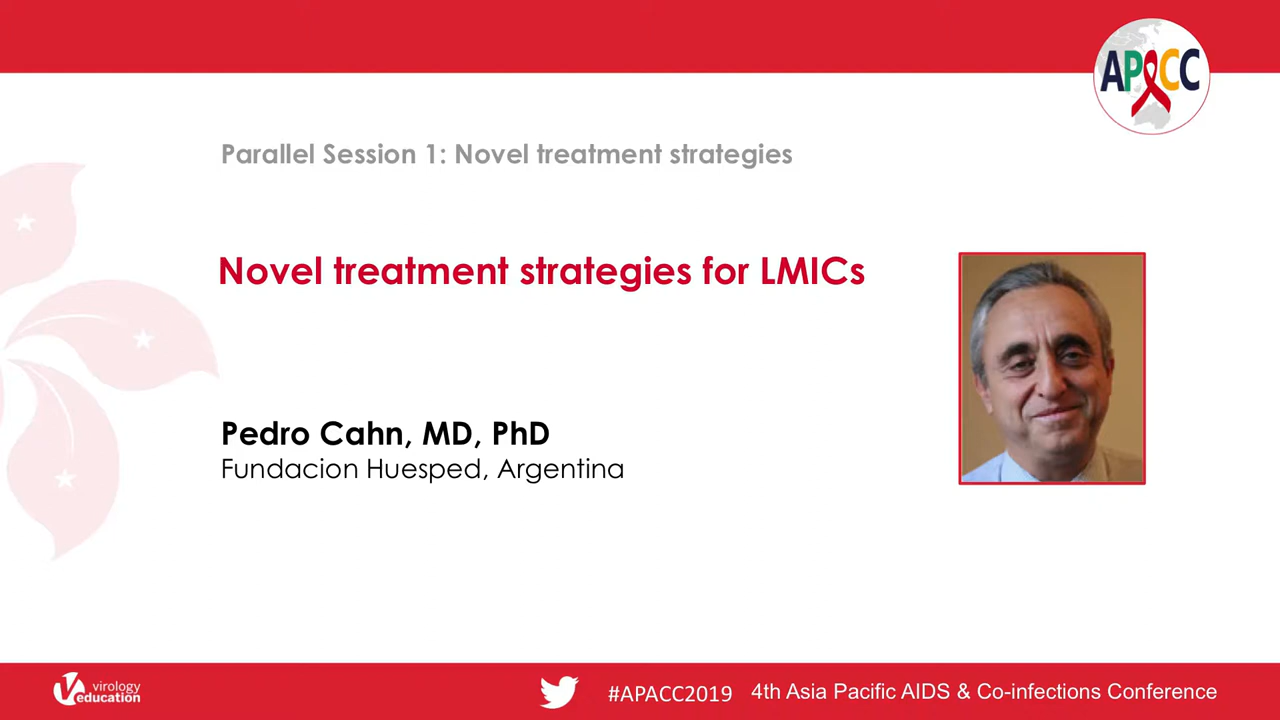 APACC
Parallel Session 1: Novel treatment strategies
Novel treatment strategies for LMICs
Pedro Cahn, MD, PhD
Fundacion Huesped, Argentina
virology
education
#APACC2019 4th Asia Pacific AIDS & Co-infections Conference